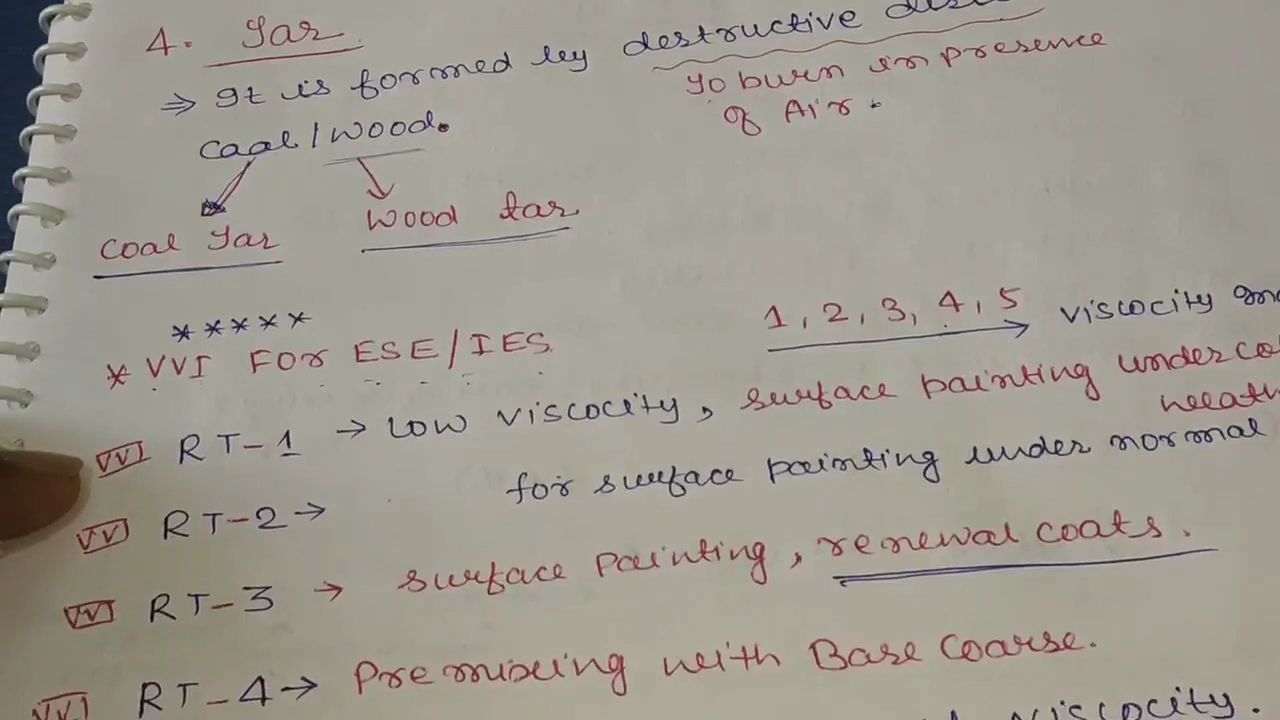 4. Tar
⇒ It is formed by destructive
To burn in presence
of Air.
Coal / Wood.
Coal Tar
Wood tar
*****
* VVI FOR ESE/IES.
1, 2, 3, 4, 5 → viscocity
VVI RT-1 → Low viscocity, surface painting under
VVI RT-2 → for surface painting under normal
VVI RT-3 → surface Painting, renewal coats.
VVI RT-4 → Premixing with Base Coarse.
viscocity.